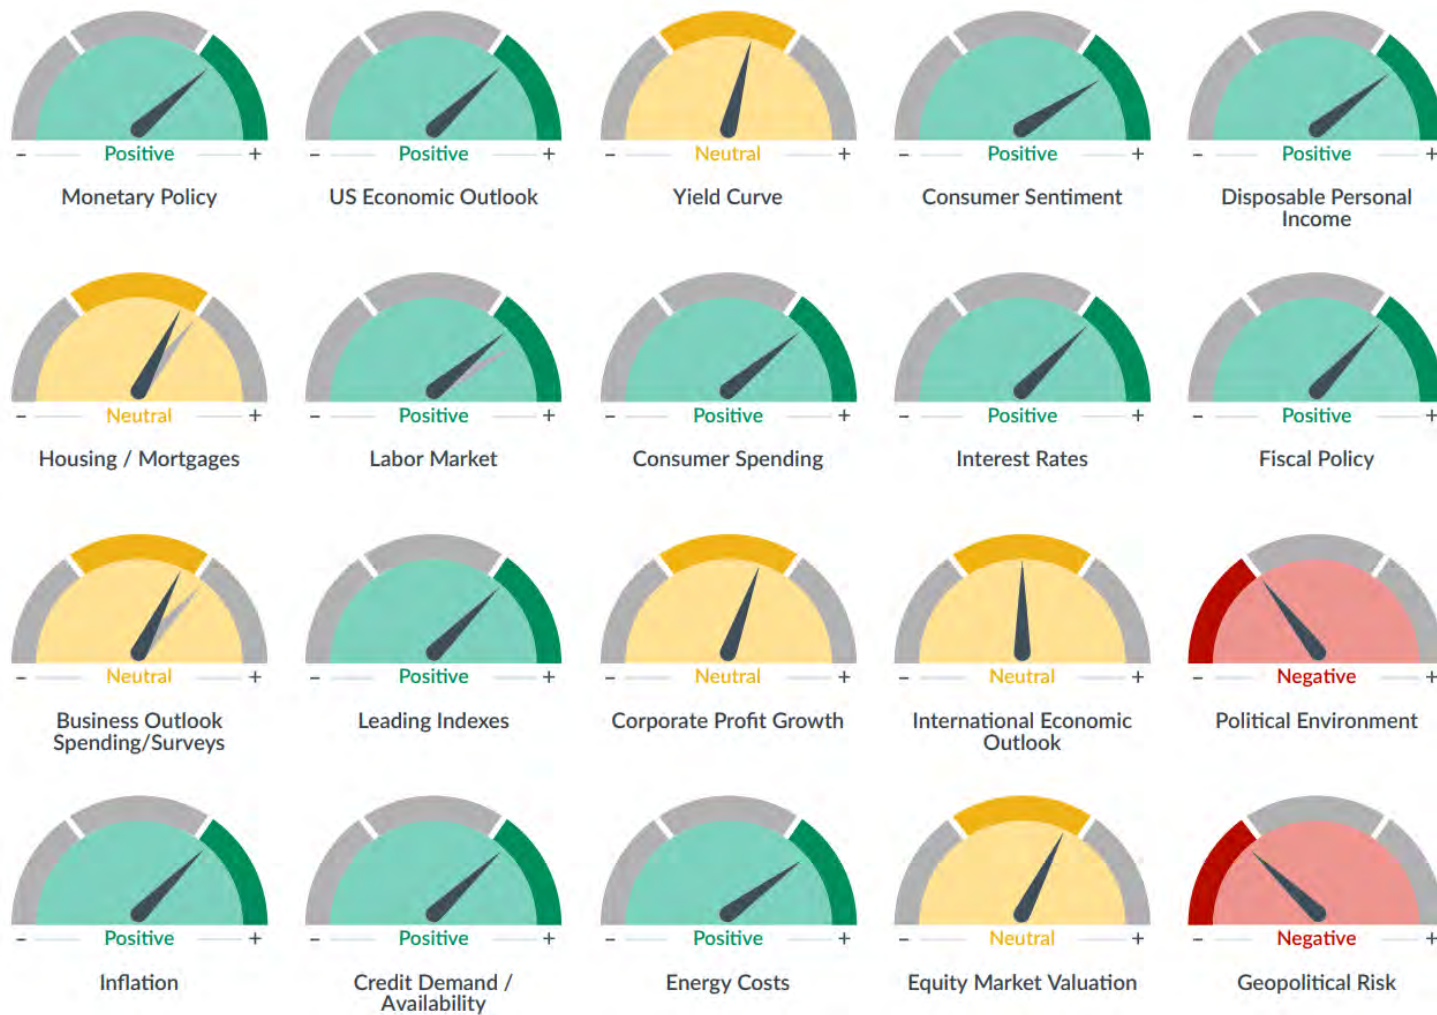 - Positive +
- Positive +
- Neutral +
- Positive +
- Positive +
Monetary Policy
US Economic Outlook
Yield Curve
Consumer Sentiment
Disposable Personal
Income
- Neutral +
- Positive +
- Positive +
- Positive +
- Positive +
Housing / Mortgages
Labor Market
Consumer Spending
Interest Rates
Fiscal Policy
- Neutral +
- Positive +
- Neutral +
- Neutral +
- Negative +
Business Outlook
Spending/Surveys
Leading Indexes
Corporate Profit Growth
International Economic
Outlook
Political Environment
- Positive +
- Positive +
- Positive +
- Neutral +
- Negative +
Inflation
Credit Demand /
Availability
Energy Costs
Equity Market Valuation
Geopolitical Risk